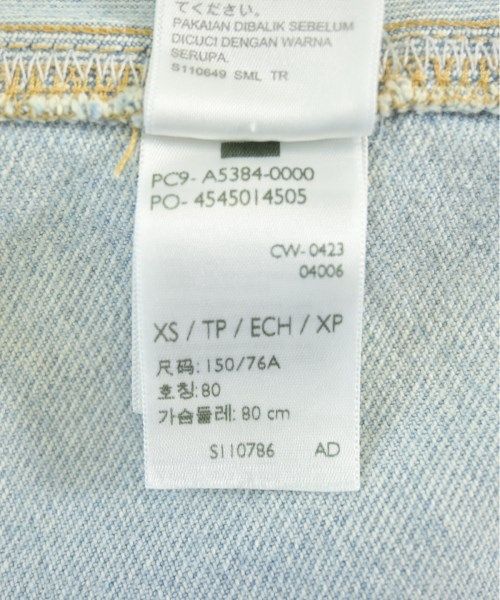 てください。
PAKAIAN DIBALIK SEBELUM
DICUCI DENGAN WARNA
SERUPA.
S110649 SML TR
PC9- A5384-0000
PO- 4545014505
CW-0423
04006
XS / TP / ECH / XP
尺码: 150/76A
호칭: 80
가슴둘레: 80 cm
S110786 AD